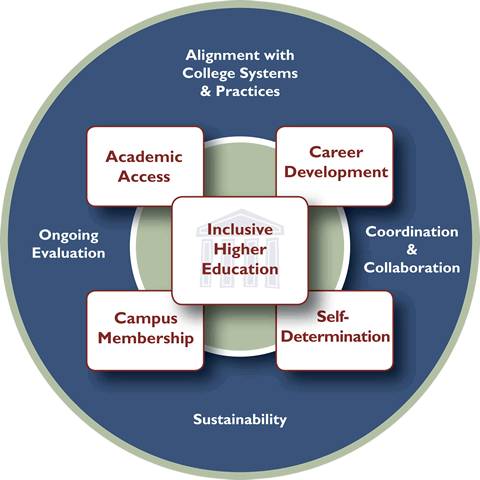 Alignment with
College Systems
& Practices
Academic
Access
Career
Development
Inclusive
Higher
Education
Ongoing
Evaluation
Coordination
&
Collaboration
Campus
Membership
Self-
Determination
Sustainability